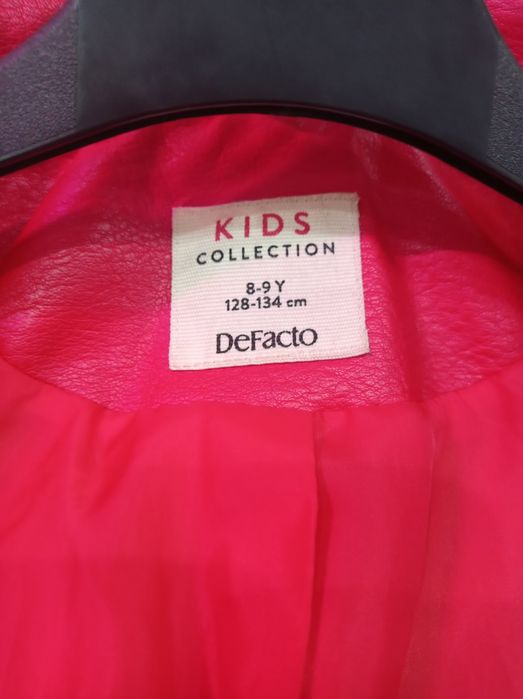 KIDS
COLLECTION
8-9 Y
128-134 cm
DeFacto